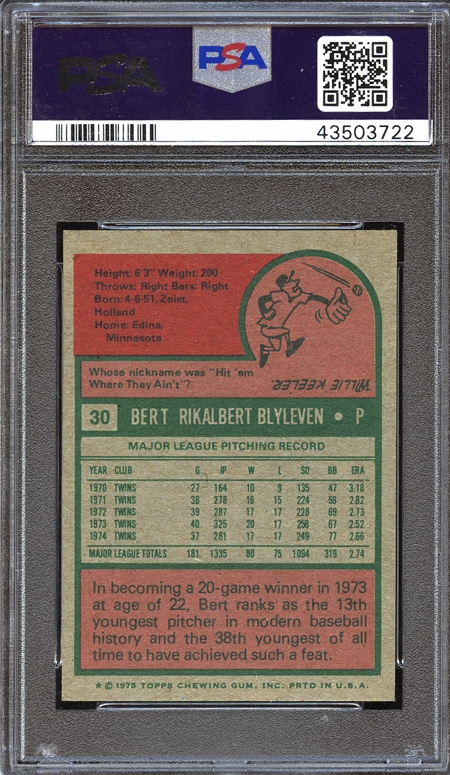 PSA
PSA
43503722
Height: 6'3" Weight: 200
Throws: Right Bats: Right
Born: 4-6-51, Zeist,
Holland
Home: Edina,
Minnesota
Whose nickname was "Hit 'em
Where They Ain't"?
WILLIE KEELER
30 BERT RIKALBERT BLYLEVEN • P
MAJOR LEAGUE PITCHING RECORD
YEAR CLUB G IP W L SO BB ERA
1970 TWINS 27 164 10 9 135 47 3.18
1971 TWINS 38 278 16 15 224 59 2.82
1972 TWINS 39 287 17 17 228 69 2.73
1973 TWINS 40 325 20 17 258 67 2.52
1974 TWINS 37 281 17 17 249 77 2.66
MAJOR LEAGUE TOTALS 181 1335 80 75 1094 319 2.74
In becoming a 20-game winner in 1973
at age of 22, Bert ranks as the 13th
youngest pitcher in modern baseball
history and the 38th youngest of all
time to have achieved such a feat.
* © 1975 TOPPS CHEWING GUM, INC. PRTD IN U.S.A.